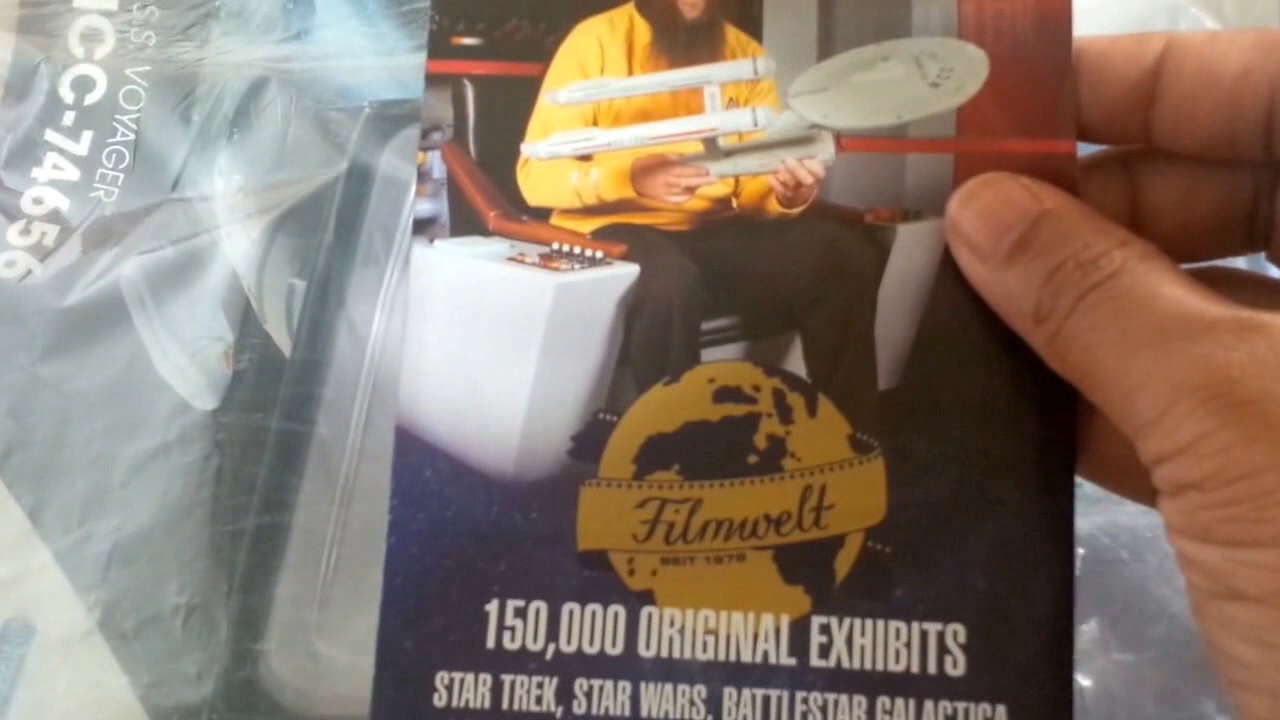 S.S. VOYAGER
NCC-74656
Filmwelt
SEIT 1978
150,000 ORIGINAL EXHIBITS
STAR TREK, STAR WARS, BATTLESTAR GALACTICA